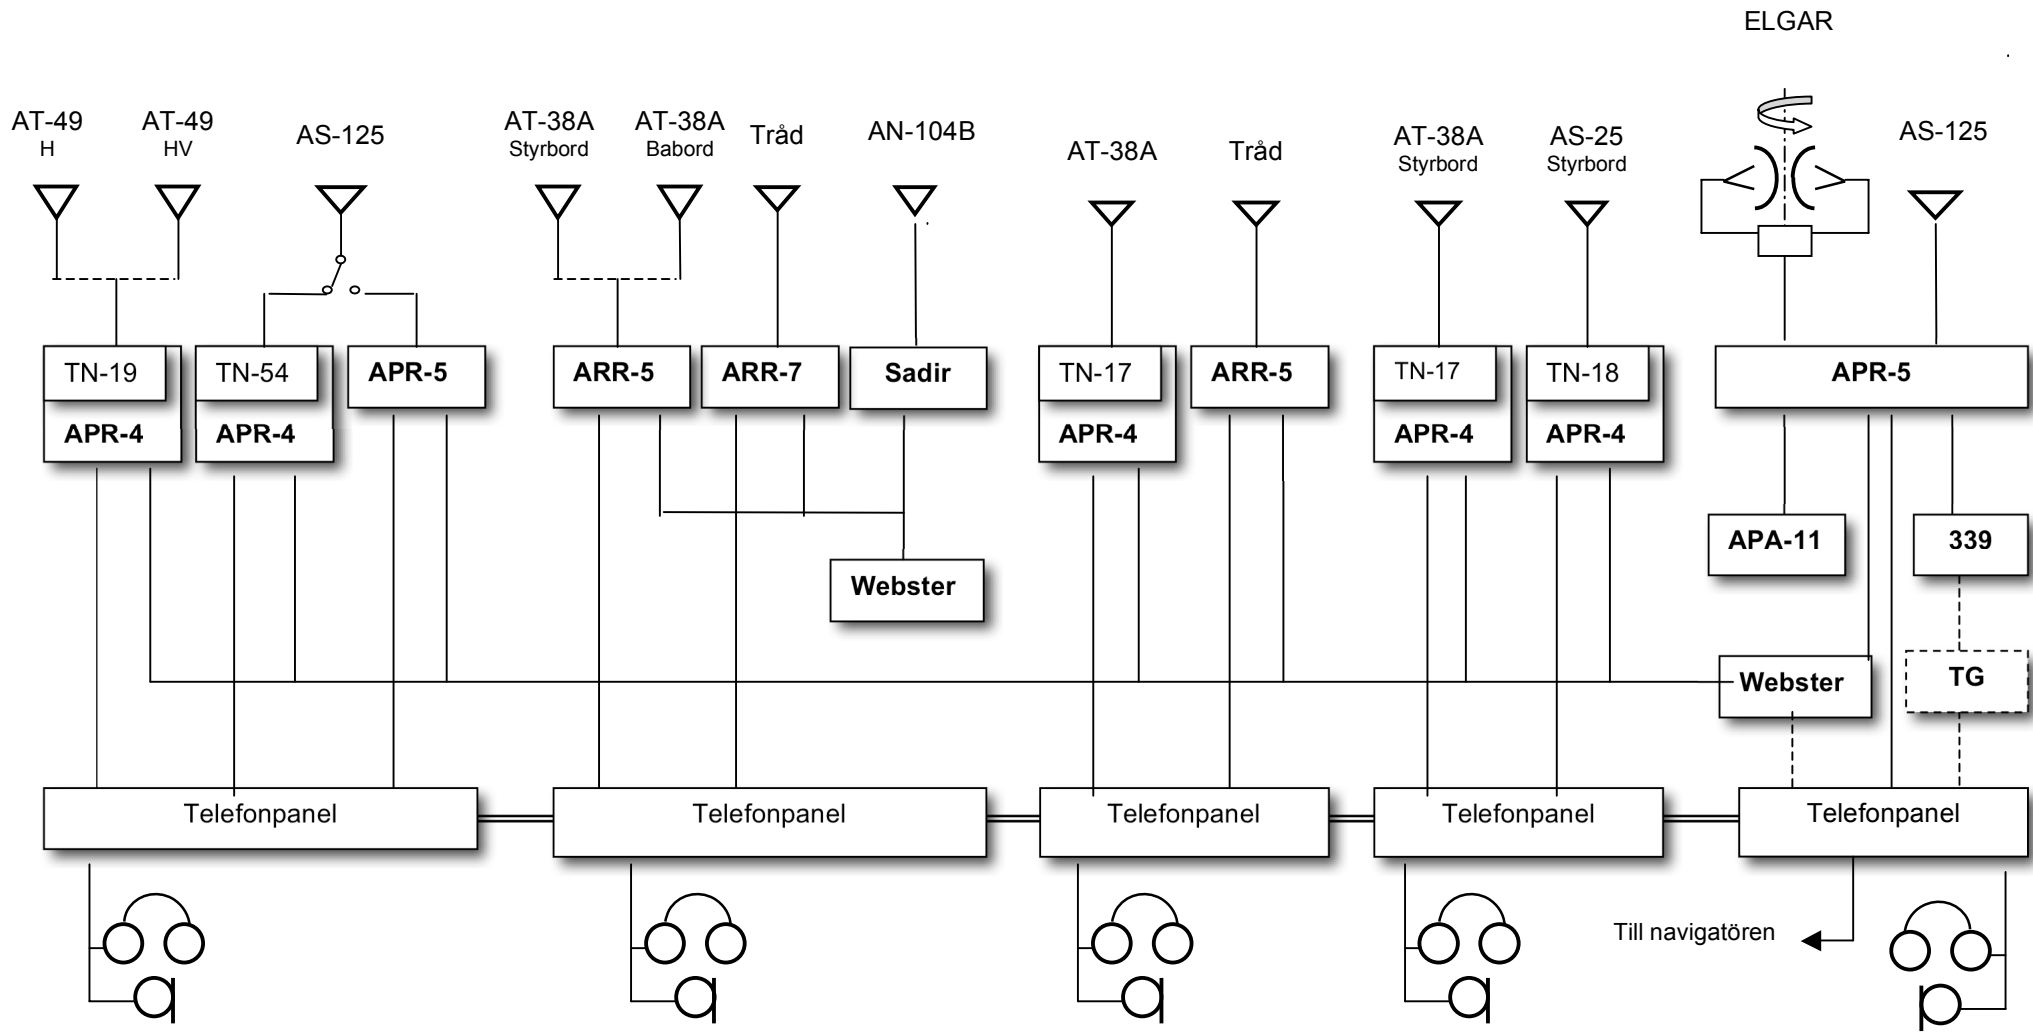 ELGAR
AT-49
H
AT-49
HV
AS-125
AT-38A
Styrbord
AT-38A
Babord
Tråd
AN-104B
AT-38A
Tråd
AT-38A
Styrbord
AS-25
Styrbord
AS-125
TN-19
APR-4
TN-54
APR-4
APR-5
ARR-5
ARR-7
Sadir
TN-17
APR-4
ARR-5
TN-17
APR-4
TN-18
APR-4
APR-5
APA-11
339
Webster
Webster
TG
Telefonpanel
Telefonpanel
Telefonpanel
Telefonpanel
Telefonpanel
Till navigatören